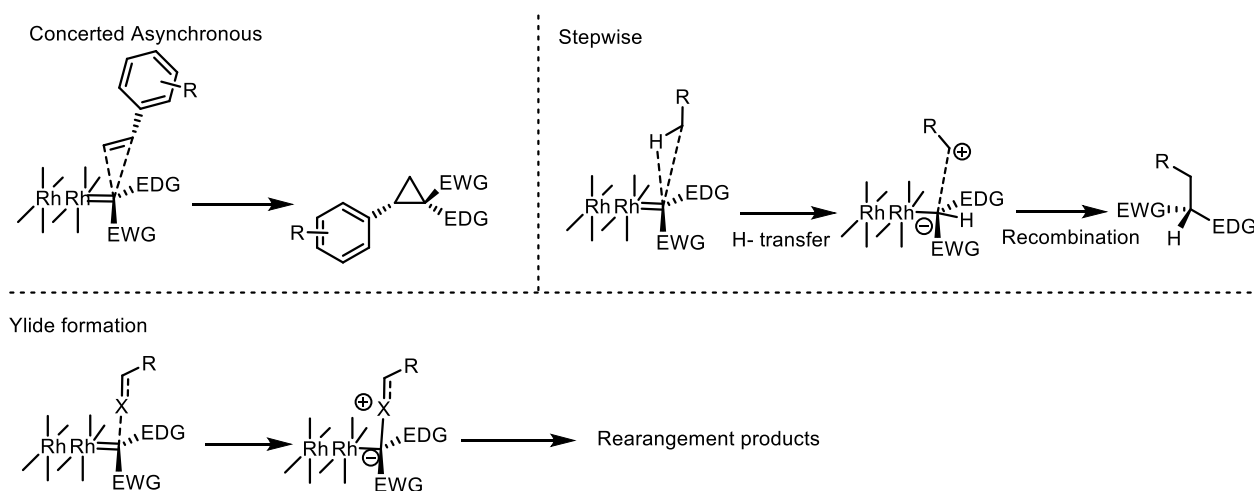 Concerted Asynchronous
R
Rh Rh
EDG
EWG
R
EWG
EDG
Stepwise
R
H
Rh Rh
EDG
EWG
H- transfer
R
⊕
Rh Rh
⊖
EDG
H
EWG
Recombination
R
EWG
H
EDG
Ylide formation
R
X
Rh Rh
EDG
EWG
R
⊕
X
Rh Rh
⊖
EDG
EWG
Rearangement products